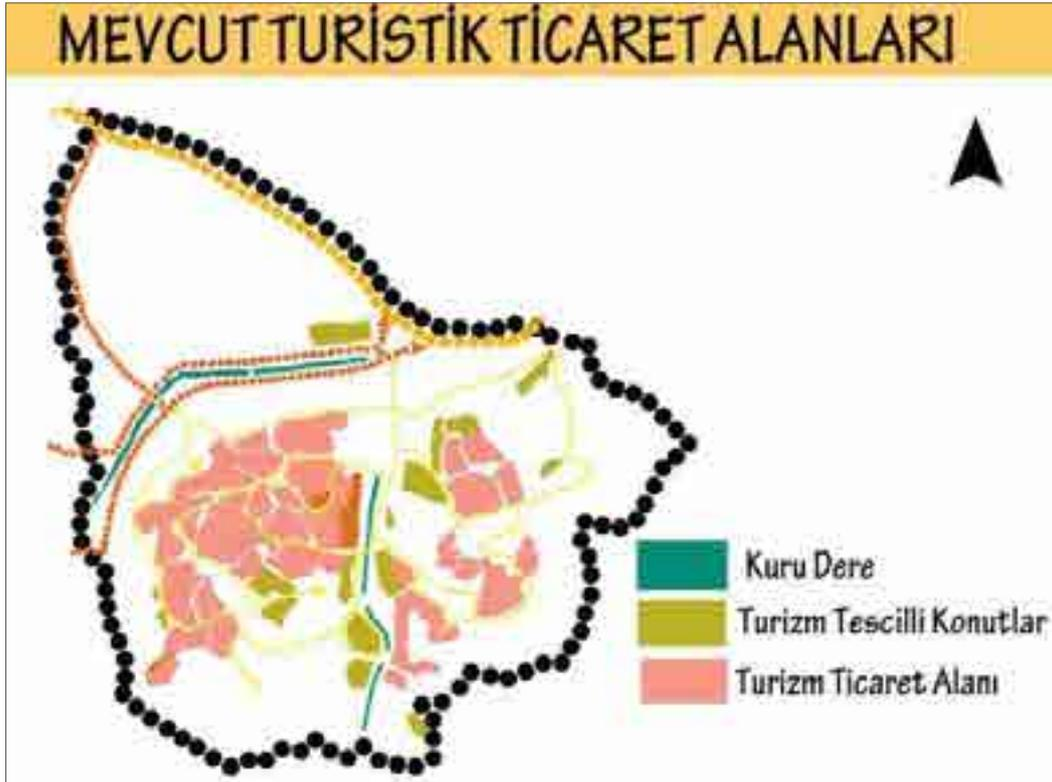 MEVCUT TURİSTİK TİCARET ALANLARI
Kuru Dere
Turizm Tescilli Konutlar
Turizm Ticaret Alanı